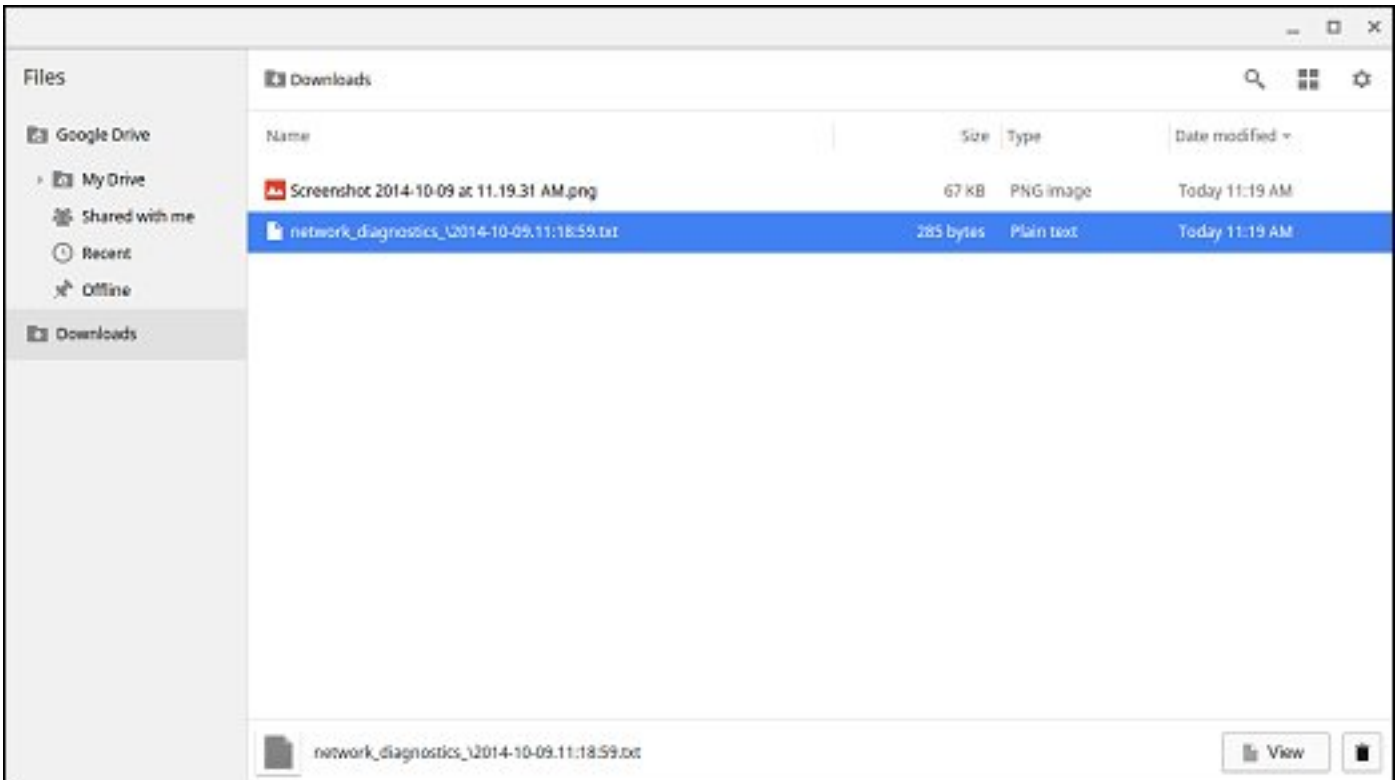 Files
Downloads
Google Drive
Name Size Type Date modified
My Drive
Screenshot 2014-10-09 at 11.19.31 AM.png 67 KB PNG image Today 11:19 AM
Shared with me
network_diagnostics_\2014-10-09.11:18:59.txt 285 bytes Plain text Today 11:19 AM
Recent
Offline
Downloads
network_diagnostics_\2014-10-09.11:18:59.txt View